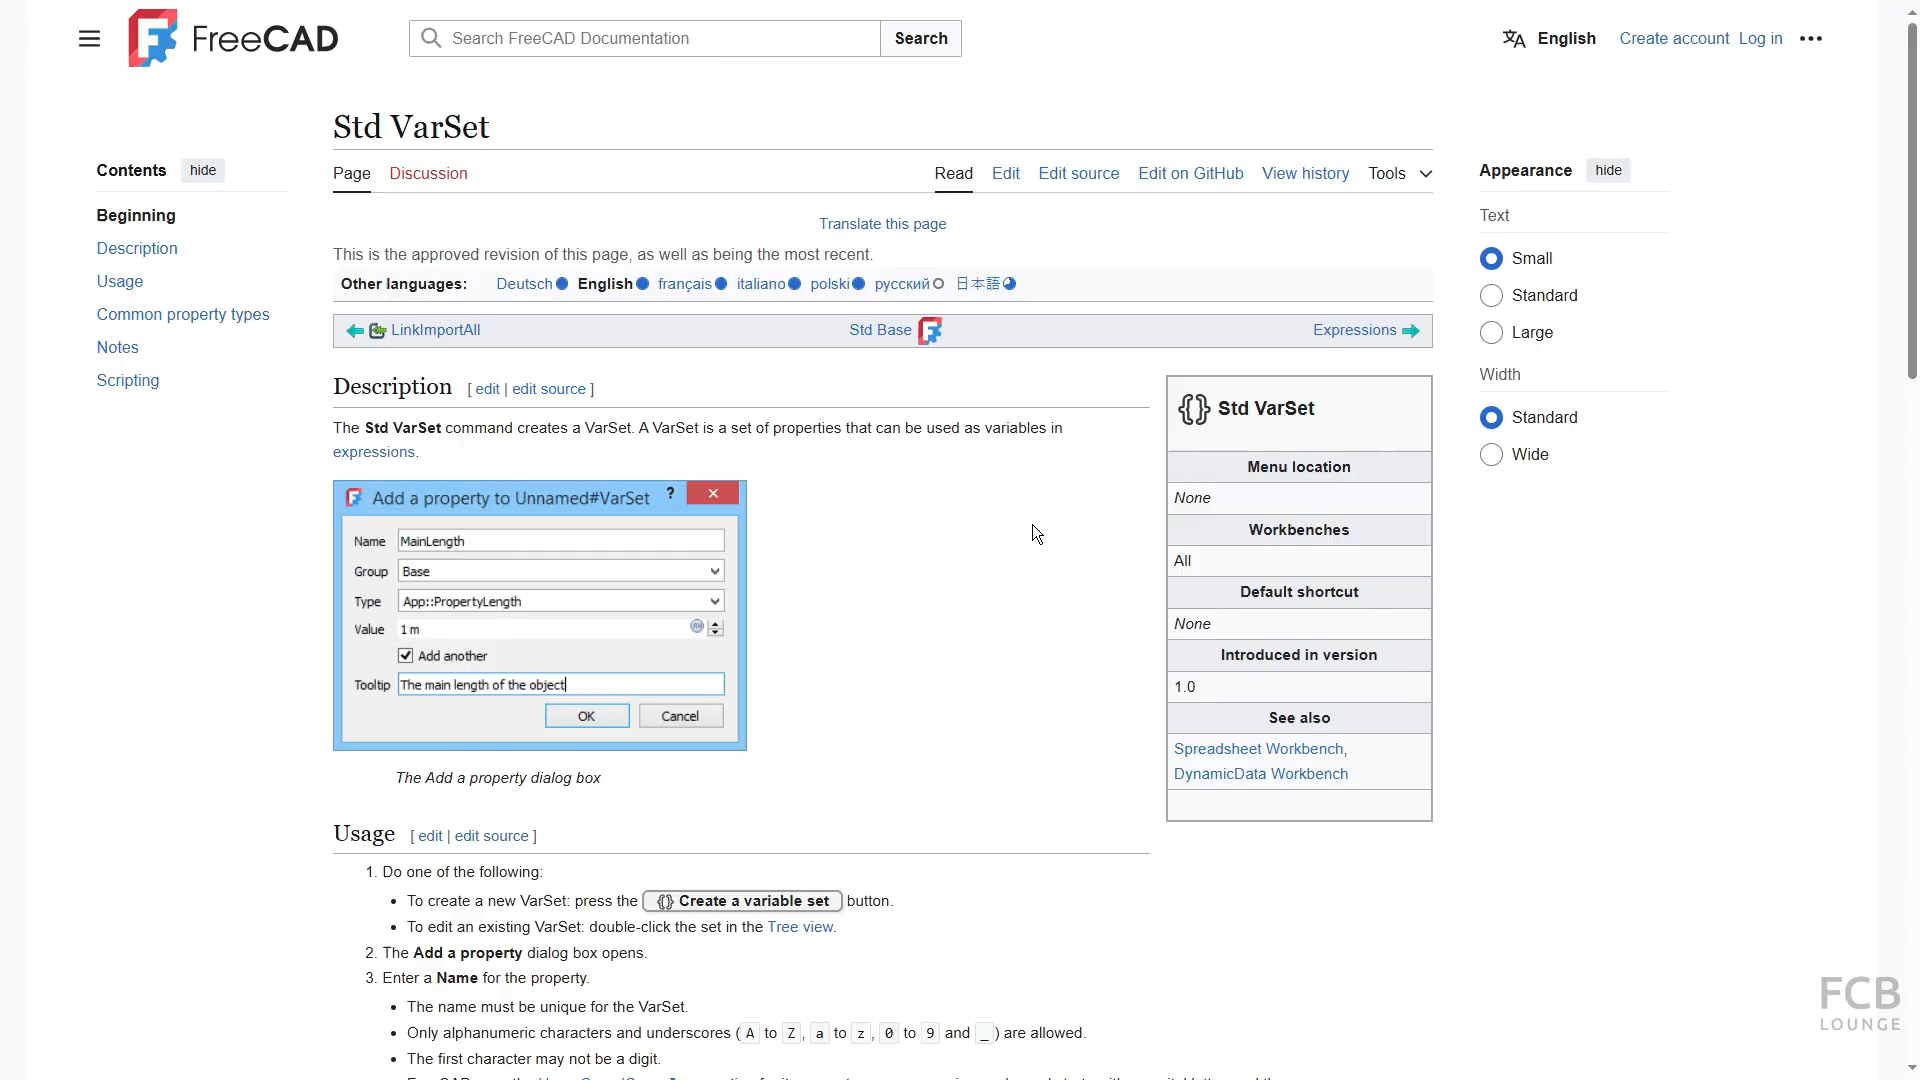 FreeCAD
Search FreeCAD Documentation
Search
English
Create account
Log in
Std VarSet
Contents
hide
Beginning
Description
Usage
Common property types
Notes
Scripting
Page
Discussion
Read
Edit
Edit source
Edit on GitHub
View history
Tools
Translate this page
This is the approved revision of this page, as well as being the most recent.
Other languages: Deutsch English français italiano polski русский 日本語
LinkImportAll
Std Base
Expressions
Description [ edit | edit source ]
The Std VarSet command creates a VarSet. A VarSet is a set of properties that can be used as variables in
expressions.
Add a property to Unnamed#VarSet ?
Name MainLength
Group Base
Type App::PropertyLength
Value 1 m
Add another
Tooltip The main length of the object
OK
Cancel
The Add a property dialog box
{} Std VarSet
Menu location
None
Workbenches
All
Default shortcut
None
Introduced in version
1.0
See also
Spreadsheet Workbench,
DynamicData Workbench
Usage [ edit | edit source ]
1. Do one of the following:
• To create a new VarSet: press the {} Create a variable set button.
• To edit an existing VarSet: double-click the set in the Tree view.
2. The Add a property dialog box opens.
3. Enter a Name for the property.
• The name must be unique for the VarSet.
• Only alphanumeric characters and underscores ( A to Z , a to z , 0 to 9 and _ ) are allowed.
• The first character may not be a digit.
Appearance
hide
Text
Small
Standard
Large
Width
Standard
Wide
FCB
LOUNGE